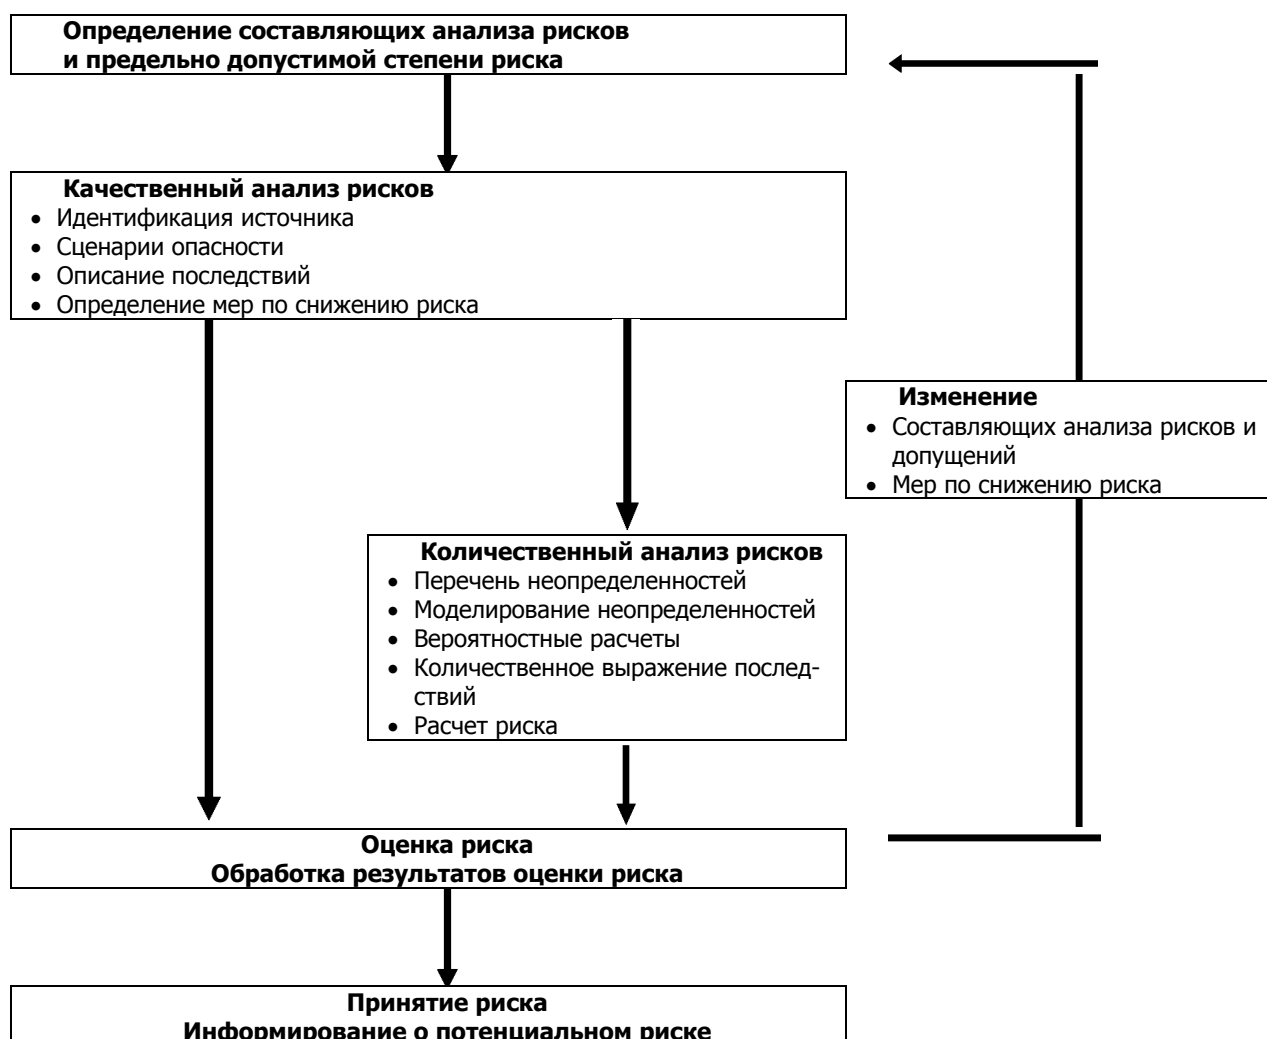 Определение составляющих анализа рисков
и предельно допустимой степени риска
Качественный анализ рисков
• Идентификация источника
• Сценарии опасности
• Описание последствий
• Определение мер по снижению риска
Изменение
• Составляющих анализа рисков и
допущений
• Мер по снижению риска
Количественный анализ рисков
• Перечень неопределенностей
• Моделирование неопределенностей
• Вероятностные расчеты
• Количественное выражение послед-
ствий
• Расчет риска
Оценка риска
Обработка результатов оценки риска
Принятие риска
Информирование о потенциальном риске